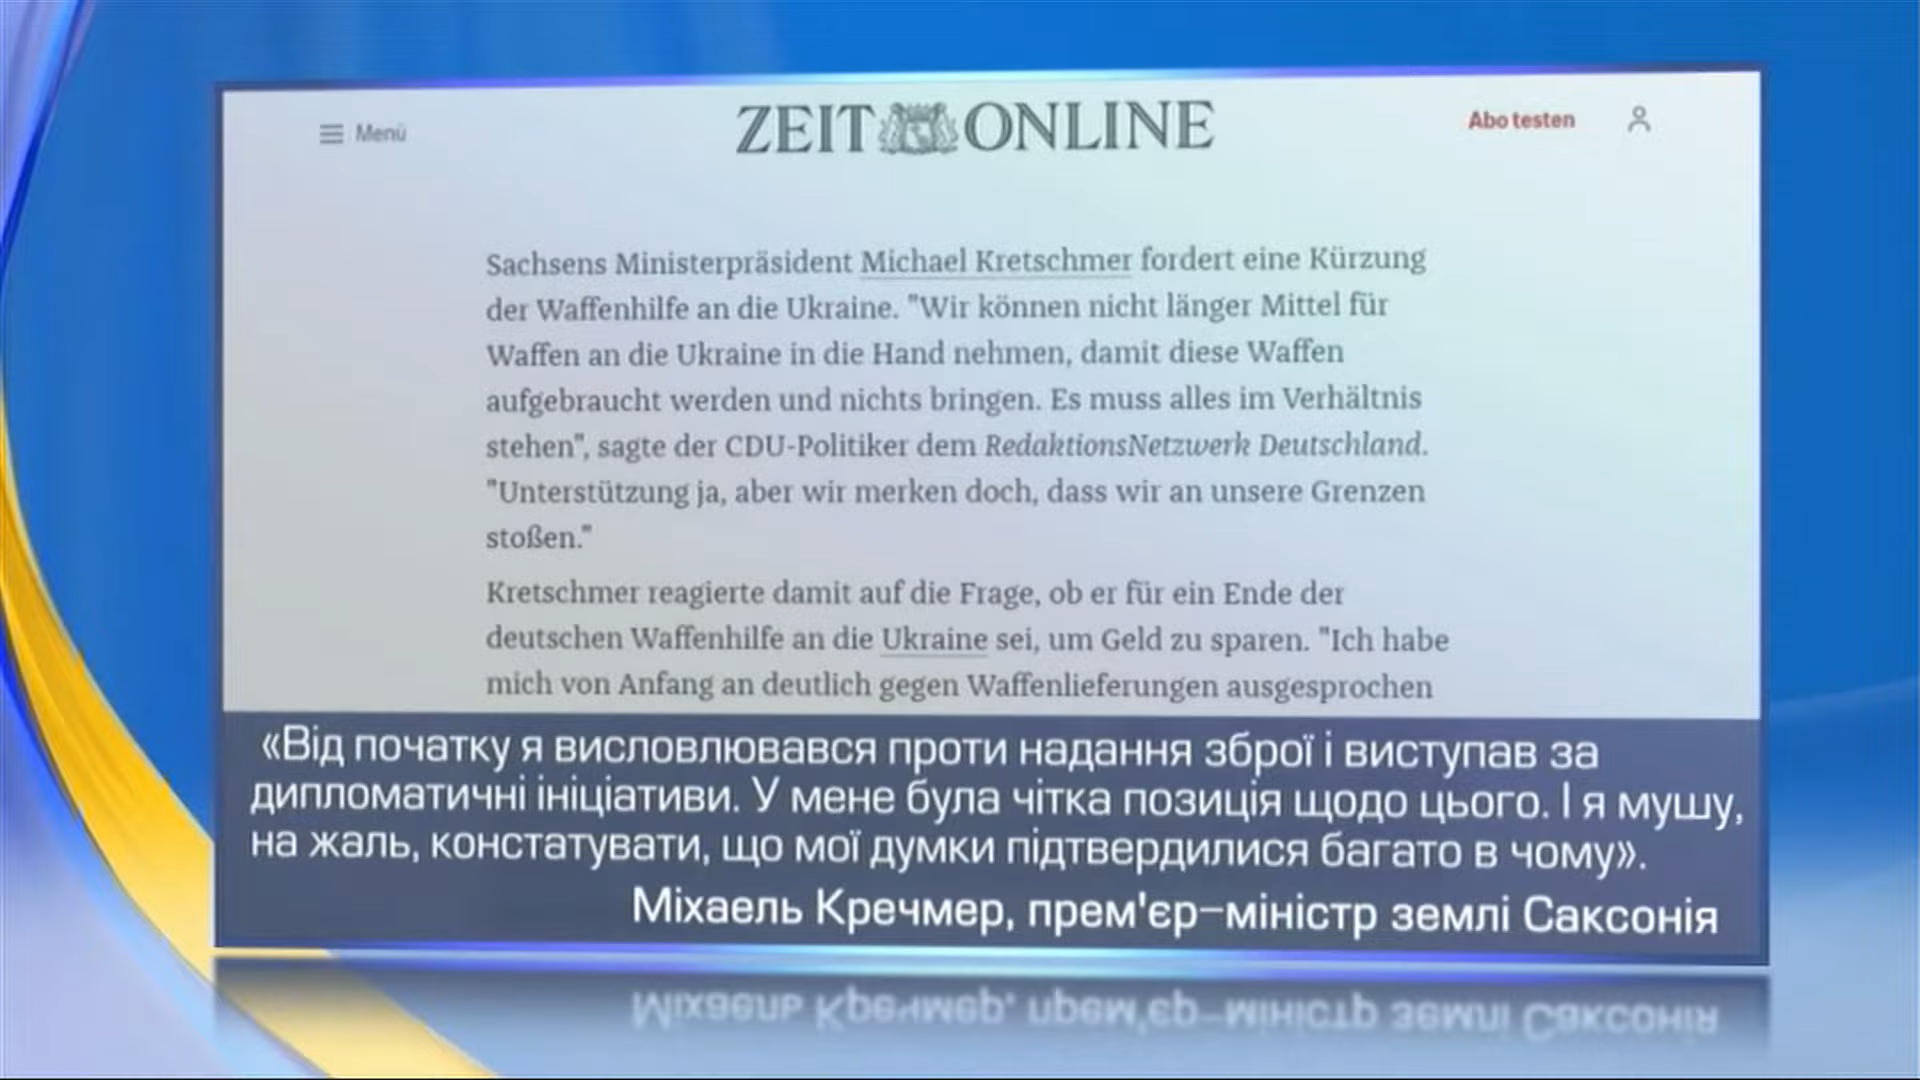 Menü
ZEIT ONLINE
Abo testen
Sachsens Ministerpräsident Michael Kretschmer fordert eine Kürzung
der Waffenhilfe an die Ukraine. "Wir können nicht länger Mittel für
Waffen an die Ukraine in die Hand nehmen, damit diese Waffen
aufgebraucht werden und nichts bringen. Es muss alles im Verhältnis
stehen", sagte der CDU-Politiker dem RedaktionsNetzwerk Deutschland.
"Unterstützung ja, aber wir merken doch, dass wir an unsere Grenzen
stoßen."
Kretschmer reagierte damit auf die Frage, ob er für ein Ende der
deutschen Waffenhilfe an die Ukraine sei, um Geld zu sparen. "Ich habe
mich von Anfang an deutlich gegen Waffenlieferungen ausgesprochen
«Від початку я висловлювався проти надання зброї і виступав за
дипломатичні ініціативи. У мене була чітка позиція щодо цього. І я мушу,
на жаль, констатувати, що мої думки підтвердилися багато в чому».
Міхаель Кречмер, прем'єр–міністр землі Саксонія